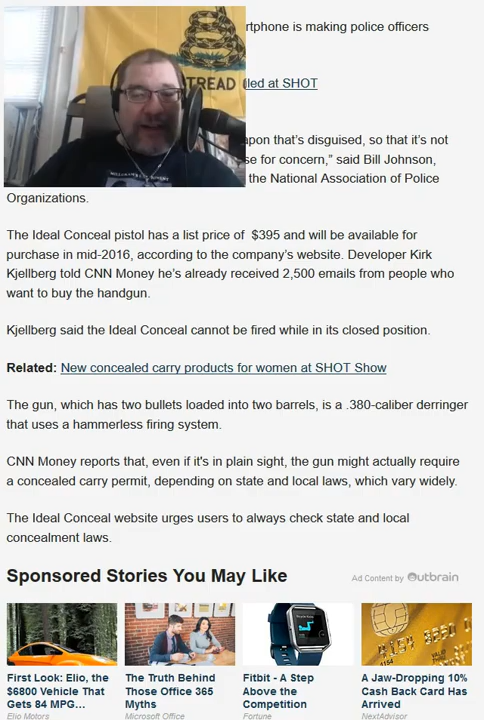 rtphone is making police officers
TREAD
led at SHOT
apon that's disguised, so that it's not
se for concern,” said Bill Johnson,
the National Association of Police
Organizations.
The Ideal Conceal pistol has a list price of $395 and will be available for
purchase in mid-2016, according to the company's website. Developer Kirk
Kjellberg told CNN Money he's already received 2,500 emails from people who
want to buy the handgun.
Kjellberg said the Ideal Conceal cannot be fired while in its closed position.
Related: New concealed carry products for women at SHOT Show
The gun, which has two bullets loaded into two barrels, is a .380-caliber derringer
that uses a hammerless firing system.
CNN Money reports that, even if it's in plain sight, the gun might actually require
a concealed carry permit, depending on state and local laws, which vary widely.
The Ideal Conceal website urges users to always check state and local
concealment laws.
Sponsored Stories You May Like
Ad Content by Outbrain
First Look: Elio, the
$6800 Vehicle That
Gets 84 MPG...
Elio Motors
The Truth Behind
Those Office 365
Myths
Microsoft Office
Fitbit - A Step
Above the
Competition
Fortune
4154
VALID
THRU
A Jaw-Dropping 10%
Cash Back Card Has
Arrived
NextAdvisor